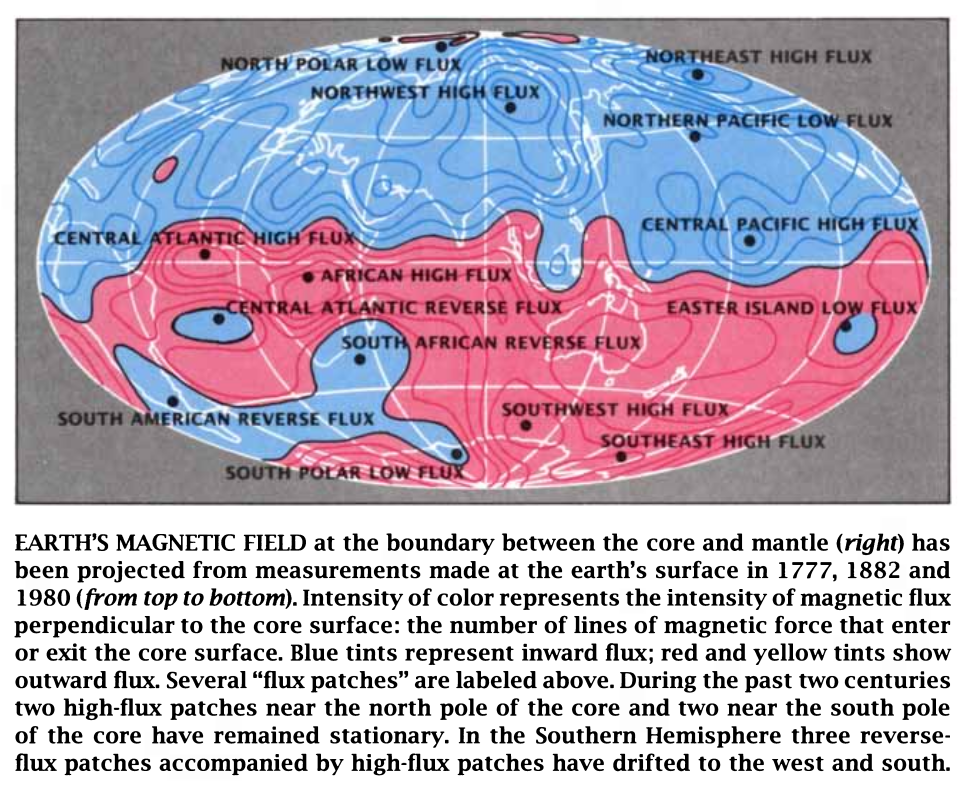 NORTH POLAR LOW FLUX
NORTHEAST HIGH FLUX
NORTHWEST HIGH FLUX
NORTHERN PACIFIC LOW FLUX
CENTRAL PACIFIC HIGH FLUX
CENTRAL ATLANTIC HIGH FLUX
AFRICAN HIGH FLUX
CENTRAL ATLANTIC REVERSE FLUX
EASTER ISLAND LOW FLUX
SOUTH AFRICAN REVERSE FLUX
SOUTH AMERICAN REVERSE FLUX
SOUTHWEST HIGH FLUX
SOUTHEAST HIGH FLUX
SOUTH POLAR LOW FLUX
EARTH'S MAGNETIC FIELD at the boundary between the core and mantle (right) has
been projected from measurements made at the earth's surface in 1777, 1882 and
1980 (from top to bottom). Intensity of color represents the intensity of magnetic flux
perpendicular to the core surface: the number of lines of magnetic force that enter
or exit the core surface. Blue tints represent inward flux; red and yellow tints show
outward flux. Several “flux patches” are labeled above. During the past two centuries
two high-flux patches near the north pole of the core and two near the south pole
of the core have remained stationary. In the Southern Hemisphere three reverse-
flux patches accompanied by high-flux patches have drifted to the west and south.